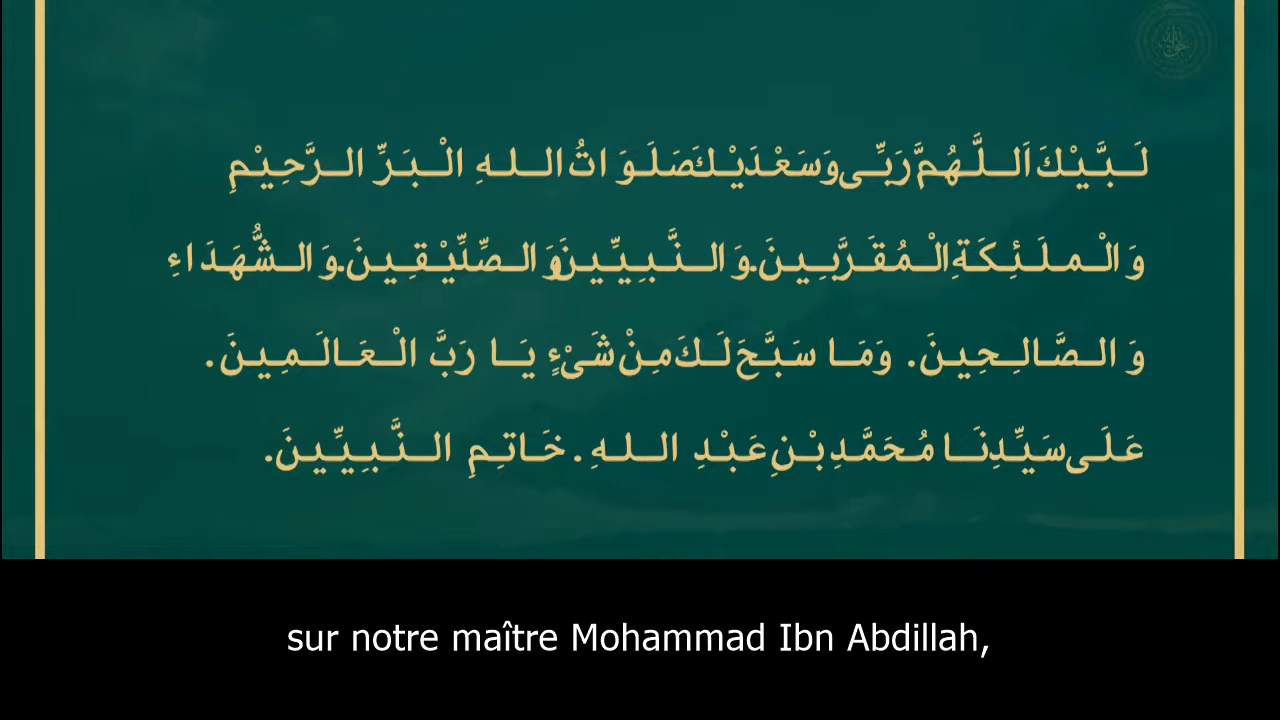 لَبَّيْكَ اَللَّهُمَّ رَبِّى وَسَعْدَيْكَ صَلَوَاتُ اللهِ الْبَرِّ الرَّحِيْمِ
وَالْملَئِكَةِ الْمُقَرَّبِينَ. وَالنَّبِيِّينَ وَالصِّلِّيْقِينَ. وَالشُّهَدَاءِ
وَالصَّالِحِينَ. وَمَا سَبَّحَ لَكَ مِنْ شَىْءٍ يَا رَبَّ الْعَالَمِينَ.
عَلَى سَيِّدِنَا مُحَمَّدِ بْنِ عَبْدِ اللهِ. خَاتِمِ النَّبِيِّينَ.
sur notre maître Mohammad Ibn Abdillah,